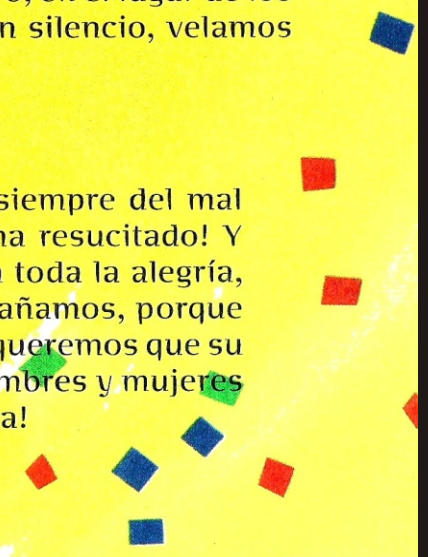 n silencio, velamos
siempre del mal
a resucitado! Y
toda la alegría,
añamos, porque
queremos que su
mbres y mujeres
a!